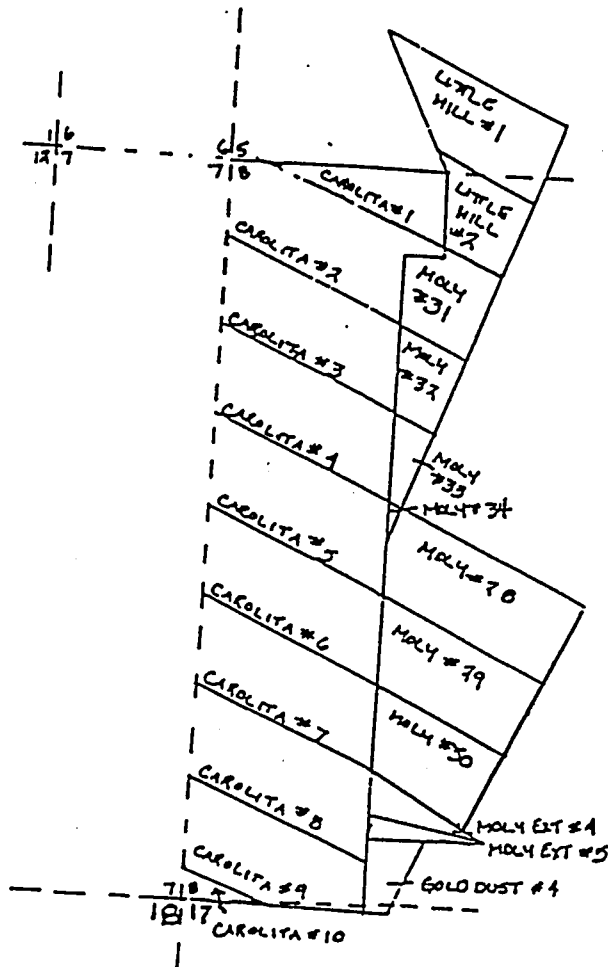 LITTLE
HILL #1
1 6
12 7
6 5
7 8
CAROLITA #1
LITTLE
HILL
#2
CAROLITA #2
MOLY
#31
CAROLITA #3
MOLY
#32
CAROLITA #4
MOLY
#33
MOLY #34
CAROLITA #5
MOLY #78
CAROLITA #6
MOLY #79
CAROLITA #7
MOLY #30
CAROLITA #8
MOLY EXT #4
MOLY EXT #5
CAROLITA #9
GOLD DUST #4
7 8
18 17
CAROLITA #10